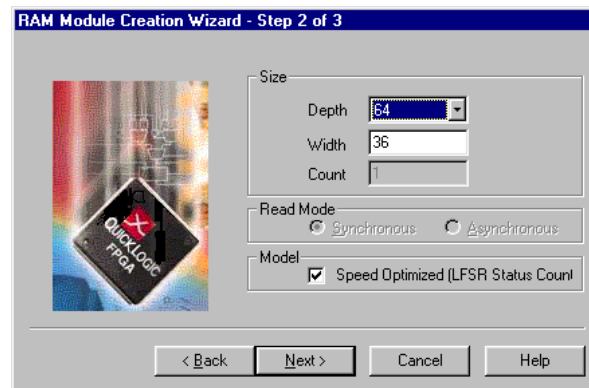 RAM Module Creation Wizard - Step 2 of 3
Size
Depth 64
Width 36
Count 1
QUICKLOGIC
FPGA
Read Mode
Synchronous Asynchronous
Model
Speed Optimized (LFSR Status Count
< Back Next > Cancel Help